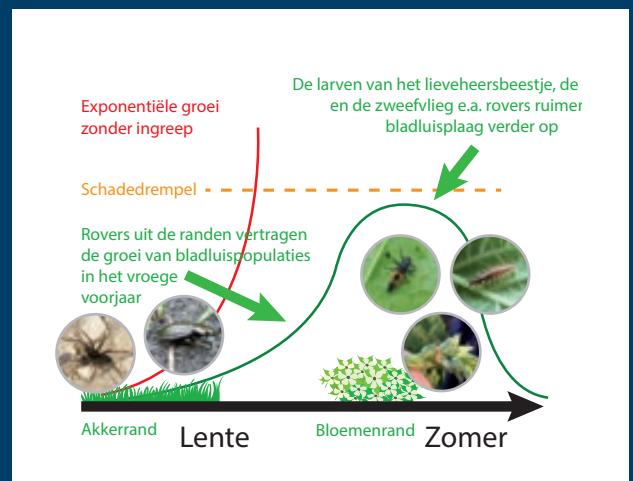 De larven van het lieveheersbeestje, de
en de zweefvlieg e.a. rovers
bladluisplaag verder op
Exponentiële groei
zonder ingreep
Schadedrempel
Rovers uit de randen vertragen
de groei van bladluispopulaties
in het vroege
voorjaar
Akkerrand
Lente
Bloemenrand
Zomer